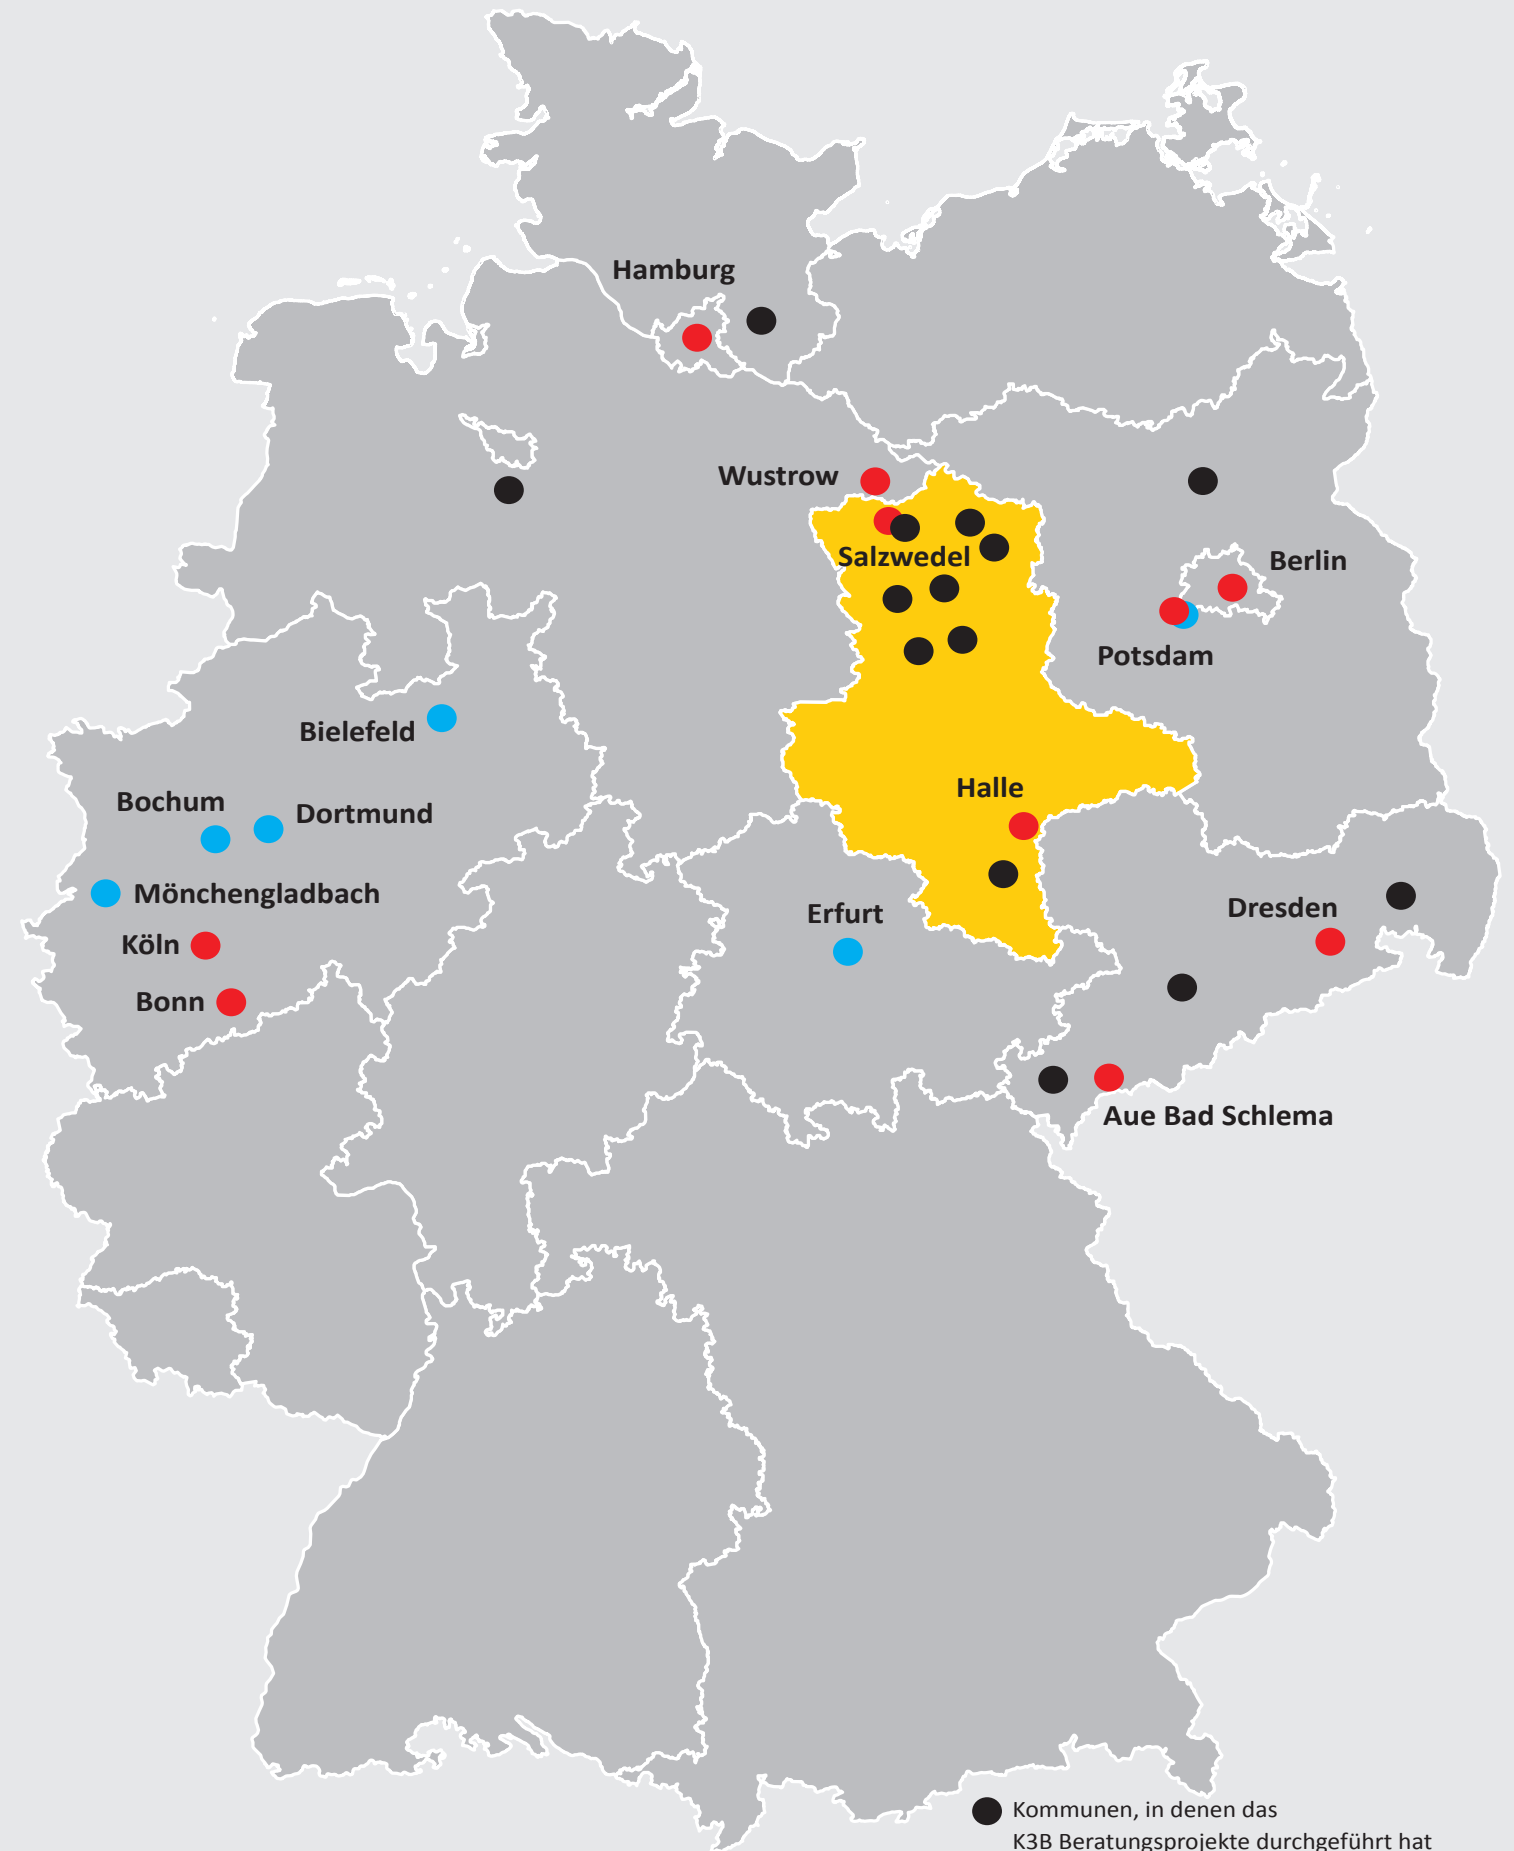 Hamburg
Wustrow
Salzwedel
Berlin
Potsdam
Bielefeld
Bochum
Dortmund
Halle
Mönchengladbach
Erfurt
Dresden
Köln
Bonn
Aue Bad Schlema
Kommunen, in denen das
K3B Beratungsprojekte durchgeführt hat